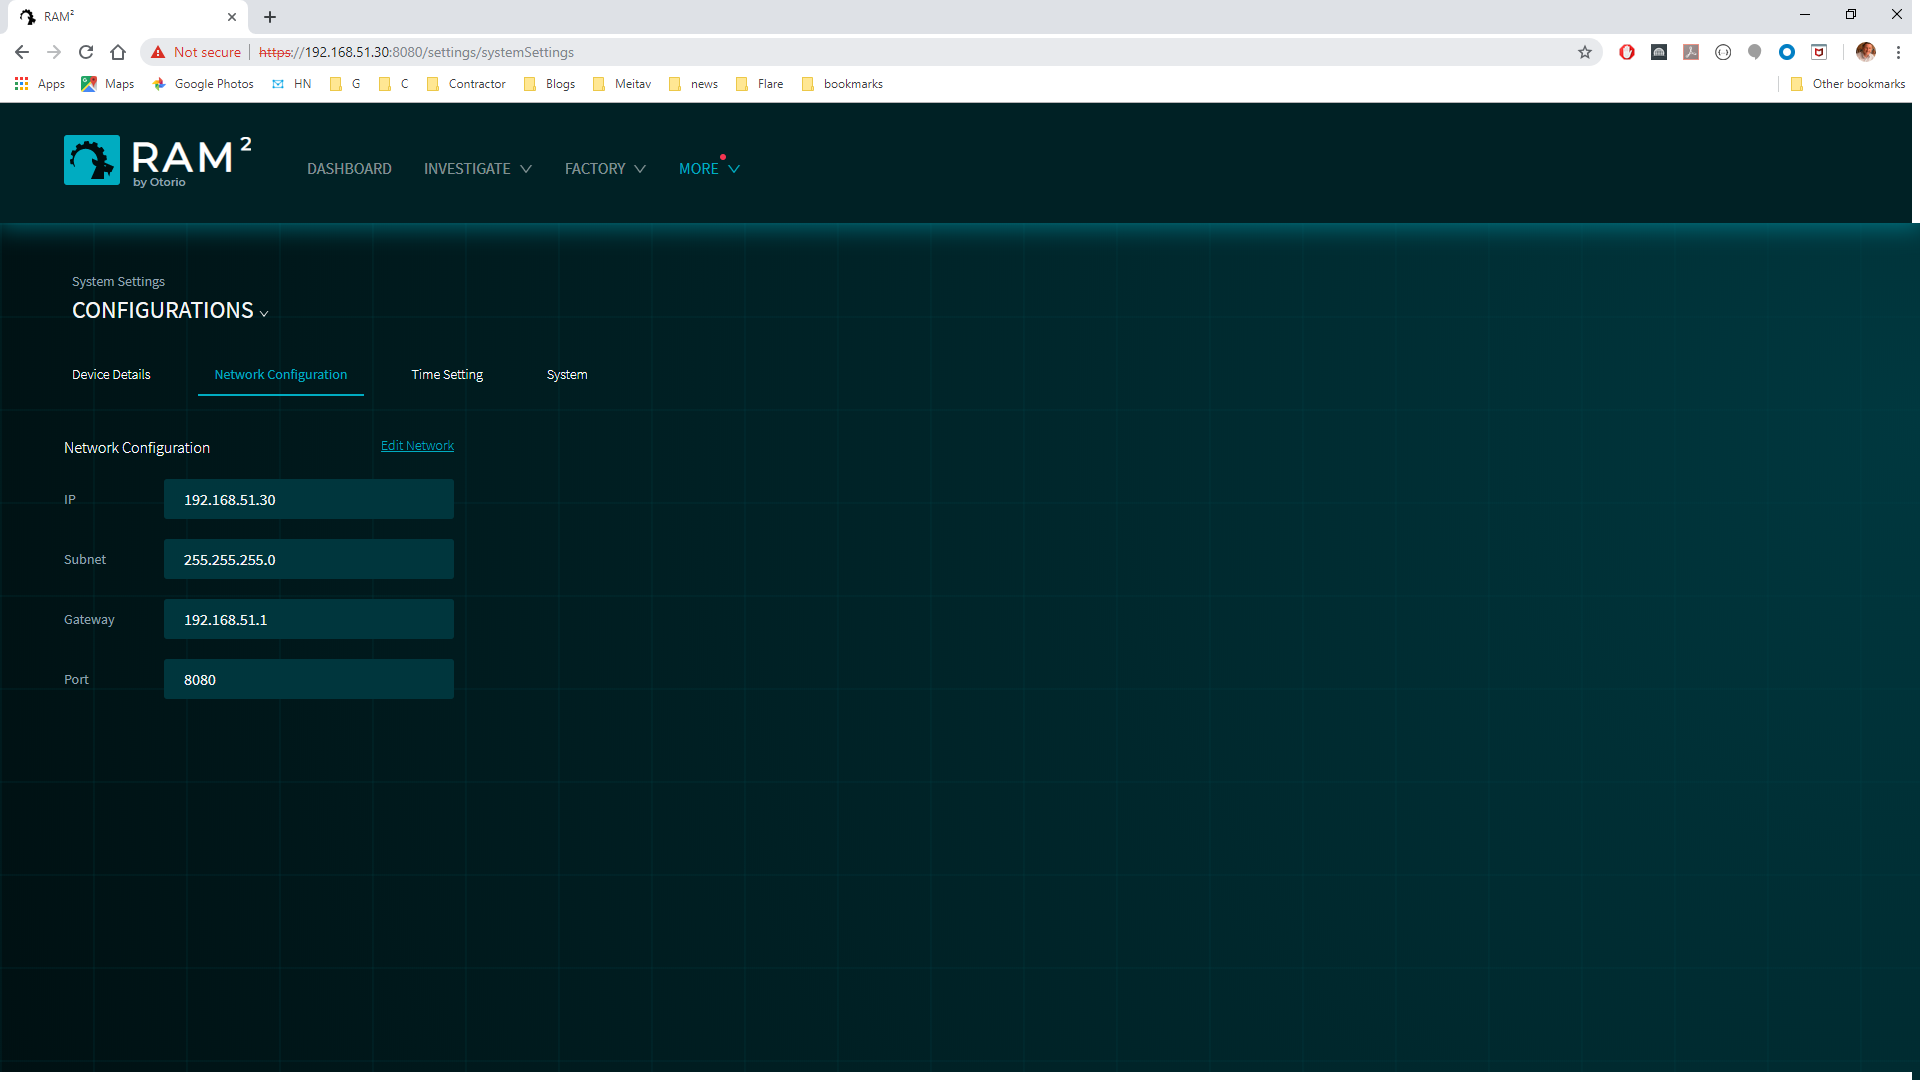 RAM²
Not secure
https://192.168.51.30:8080/settings/systemSettings
Apps Maps Google Photos HN G C Contractor Blogs Meitav news Flare bookmarks Other bookmarks
RAM²
by Otorio
DASHBOARD INVESTIGATE FACTORY MORE
System Settings
CONFIGURATIONS
Device Details Network Configuration Time Setting System
Network Configuration Edit Network
IP 192.168.51.30
Subnet 255.255.255.0
Gateway 192.168.51.1
Port 8080